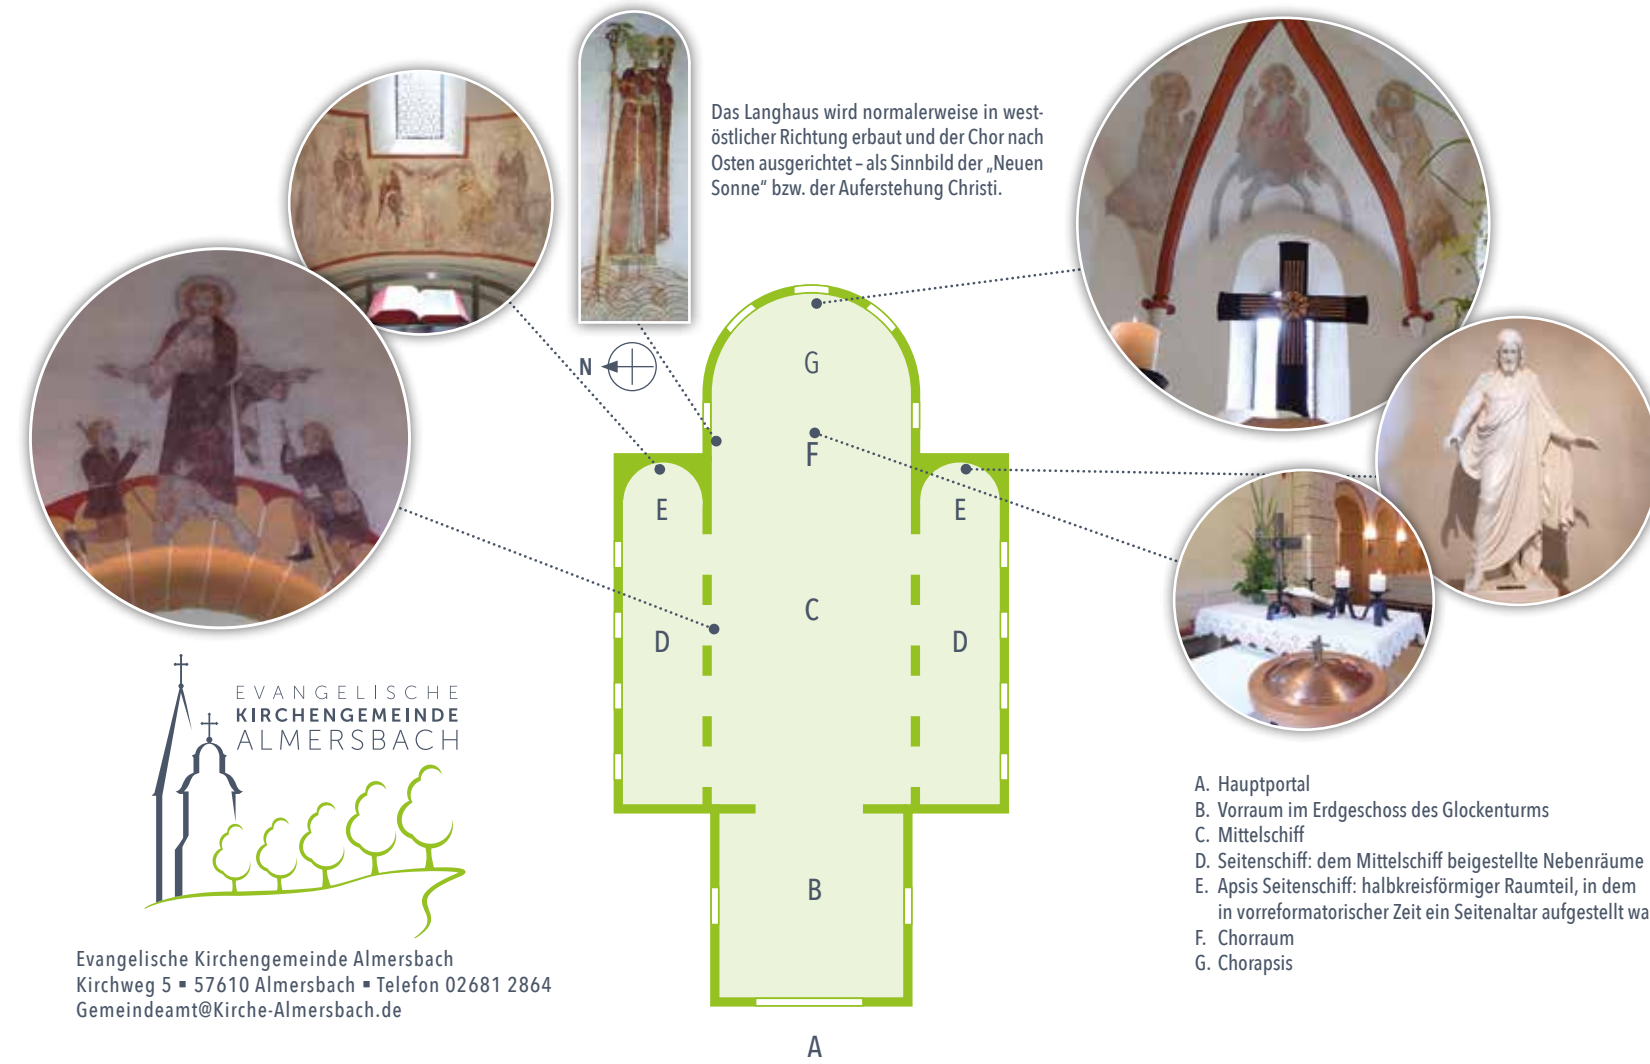 Das Langhaus wird normalerweise in west-
östlicher Richtung erbaut und der Chor nach
Osten ausgerichtet – als Sinnbild der „Neuen
Sonne“ bzw. der Auferstehung Christi.
N
G
F
E
E
C
D
D
B
A
EVANGELISCHE
KIRCHENGEMEINDE
ALMERSBACH
Evangelische Kirchengemeinde Almersbach
Kirchweg 5 ▪ 57610 Almersbach ▪ Telefon 02681 2864
Gemeindeamt@Kirche-Almersbach.de
A. Hauptportal
B. Vorraum im Erdgeschoss des Glockenturms
C. Mittelschiff
D. Seitenschiff: dem Mittelschiff beigestellte Nebenräume
E. Apsis Seitenschiff: halbkreisförmiger Raumteil, in dem
in vorreformatorischer Zeit ein Seitenaltar aufgestellt wa
F. Chorraum
G. Chorapsis